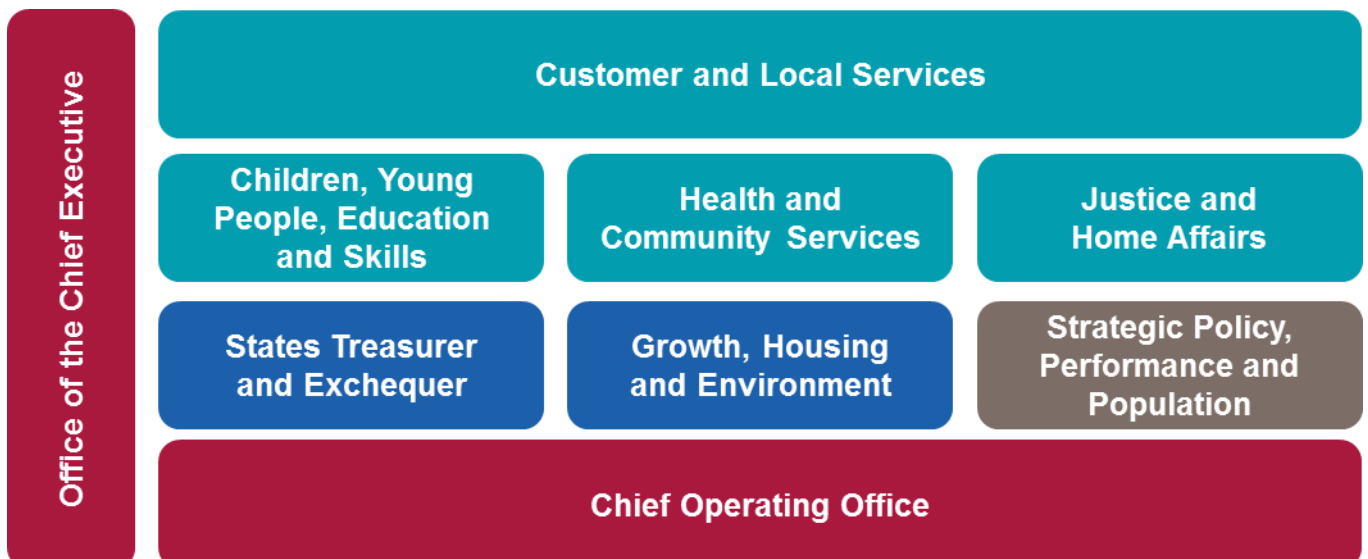 Office of the Chief Executive
Customer and Local Services
Children, Young
People, Education
and Skills
Health and
Community Services
Justice and
Home Affairs
States Treasurer
and Exchequer
Growth, Housing
and Environment
Strategic Policy,
Performance and
Population
Chief Operating Office